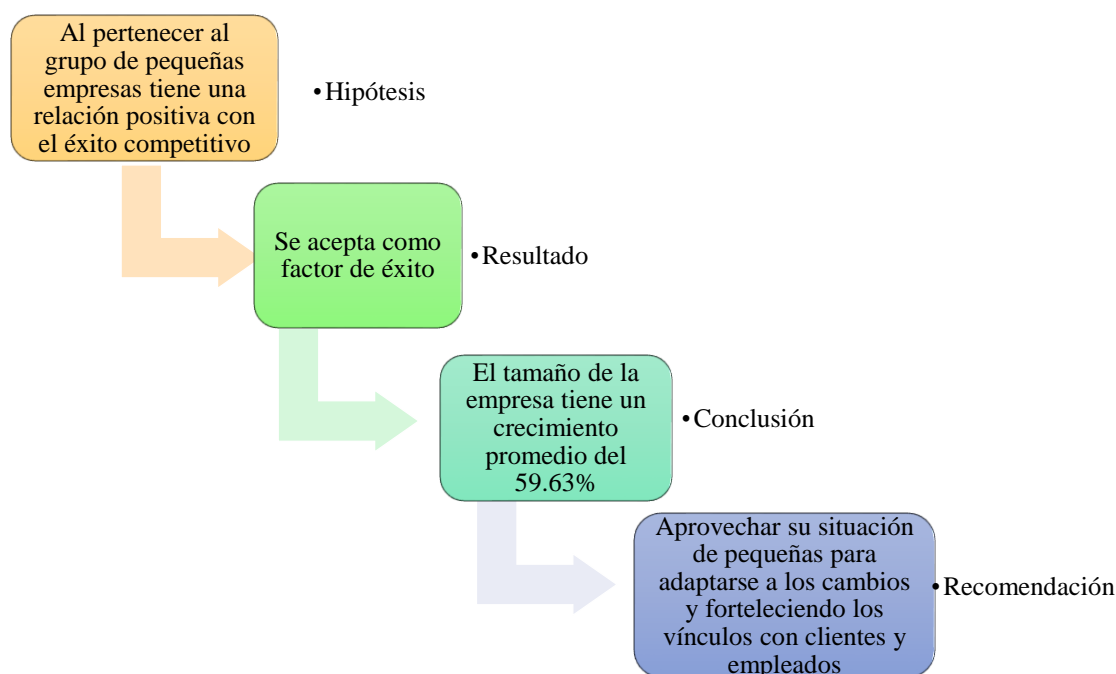 Al pertenecer al
grupo de pequeñas
empresas tiene una
relación positiva con
el éxito competitivo
•Hipótesis
Se acepta como
factor de éxito
•Resultado
El tamaño de la
empresa tiene un
crecimiento
promedio del
59.63%
•Conclusión
Aprovechar su situación
de pequeñas para
adaptarse a los cambios
y forteleciendo los
vínculos con clientes y
empleados
•Recomendación